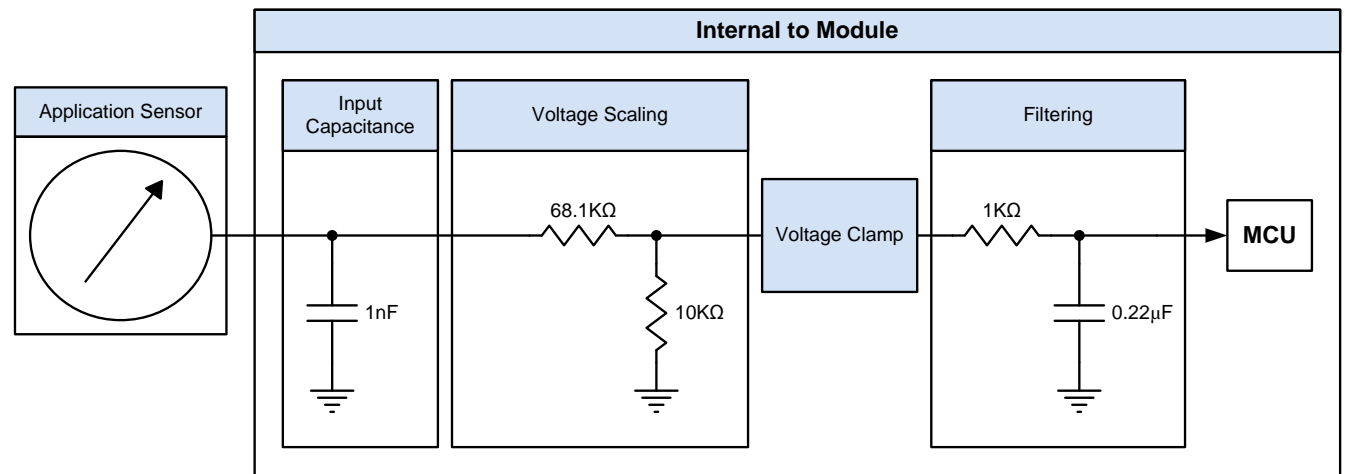 Internal to Module
Application Sensor
Input
Capacitance
Voltage Scaling
Filtering
68.1KΩ
1KΩ
Voltage Clamp
MCU
1nF
10KΩ
0.22μF